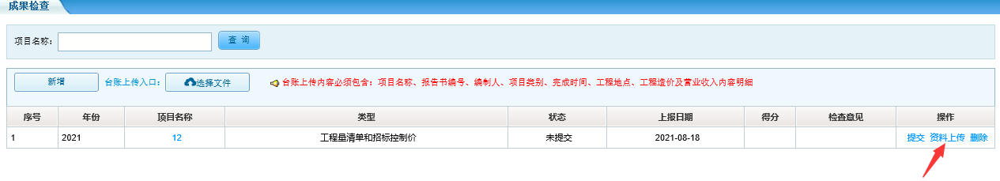 成果检查
项目名称： 查 询
新增 台账上传入口： 选择文件 台账上传内容必须包含：项目名称、报告书编号、编制人、项目类别、完成时间、工程地点、工程造价及营业收入内容明细
序号 年份 项目名称 类型 状态 上报日期 得分 检查意见 操作
1 2021 12 工程量清单和招标控制价 未提交 2021-08-18 提交 资料上传 删除